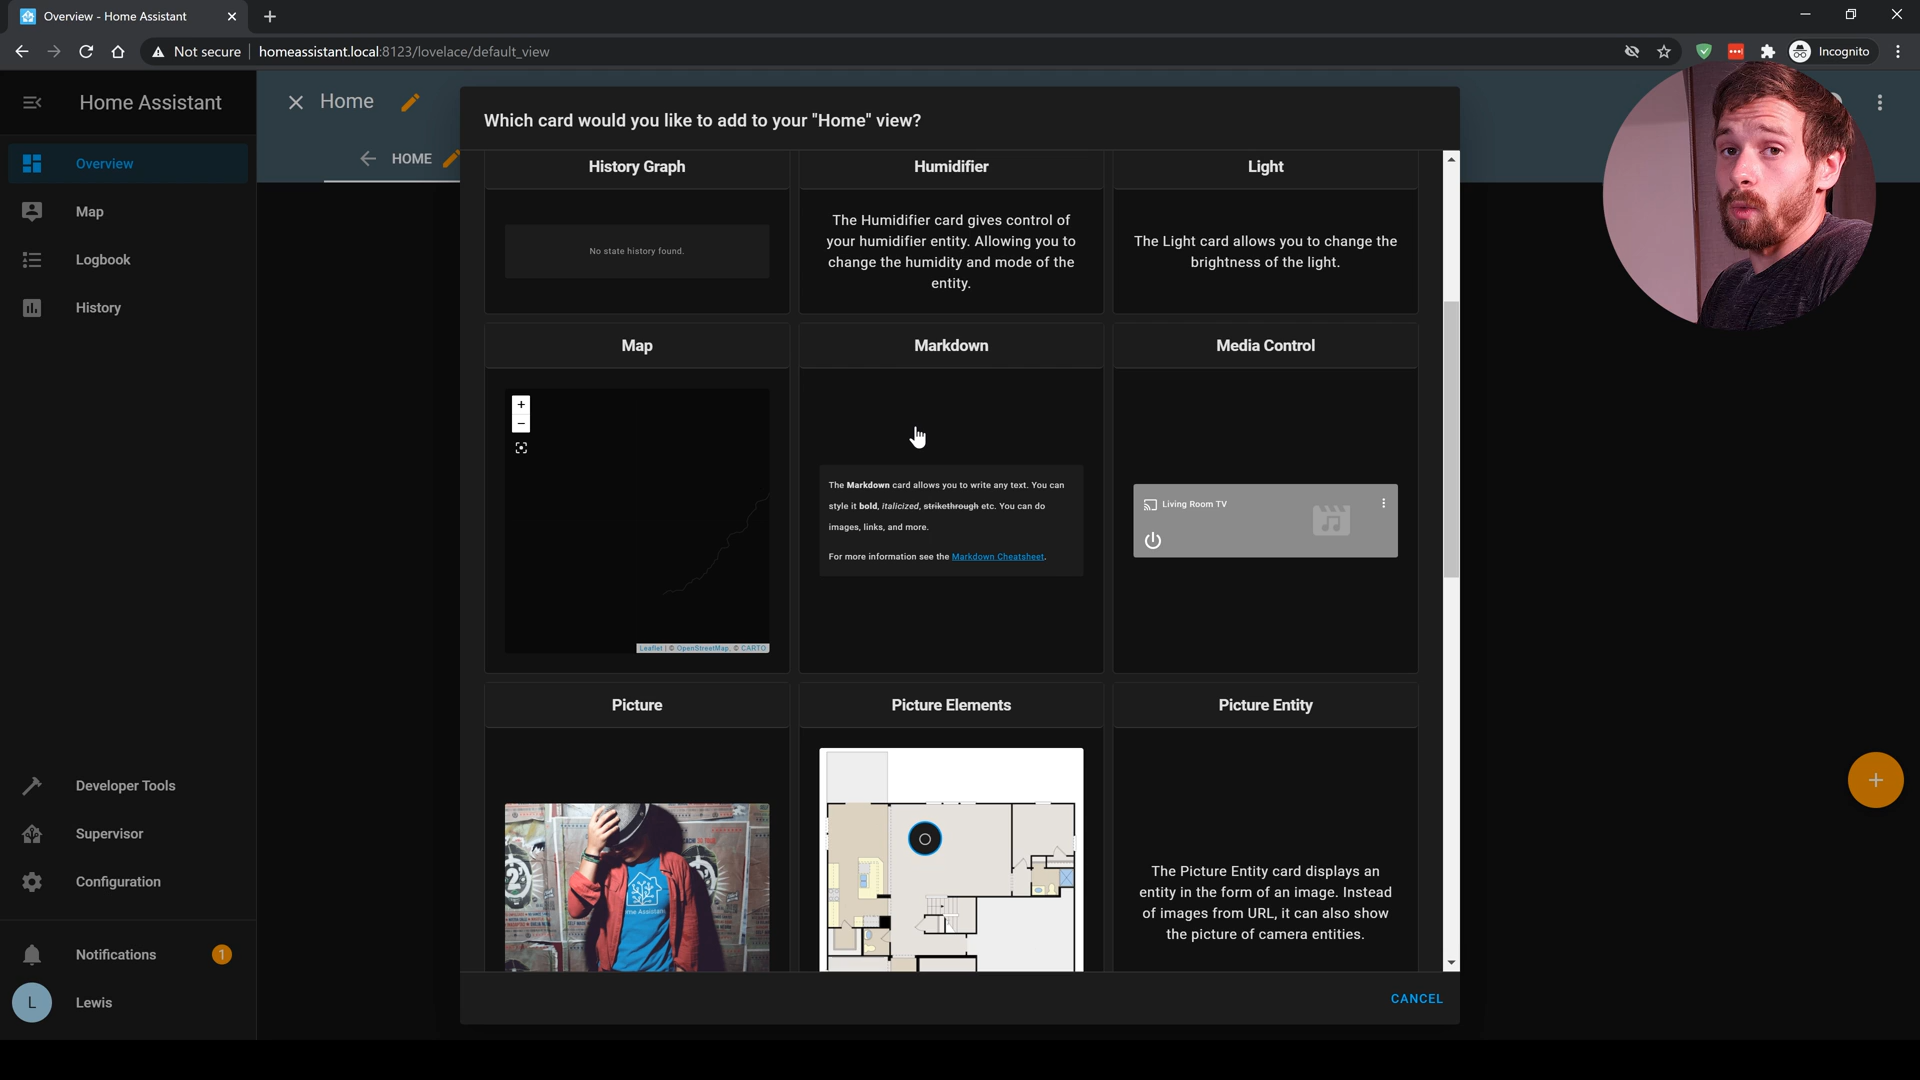 Overview - Home Assistant
Not secure
homeassistant.local:8123/lovelace/default_view
Incognito
Home Assistant
Home
Overview
HOME
Map
Logbook
History
Which card would you like to add to your "Home" view?
History Graph
No state history found.
Humidifier
The Humidifier card gives control of
your humidifier entity. Allowing you to
change the humidity and mode of the
entity.
Light
The Light card allows you to change the
brightness of the light.
Map
+
−
Leaflet | © OpenStreetMap, © CARTO
Markdown
The Markdown card allows you to write any text. You can
style it bold, italicized, strikethrough etc. You can do
images, links, and more.
For more information see the Markdown Cheatsheet.
Media Control
Living Room TV
Picture
Home Assistant
Picture Elements
Picture Entity
The Picture Entity card displays an
entity in the form of an image. Instead
of images from URL, it can also show
the picture of camera entities.
Developer Tools
Supervisor
Configuration
Notifications
1
L
Lewis
CANCEL